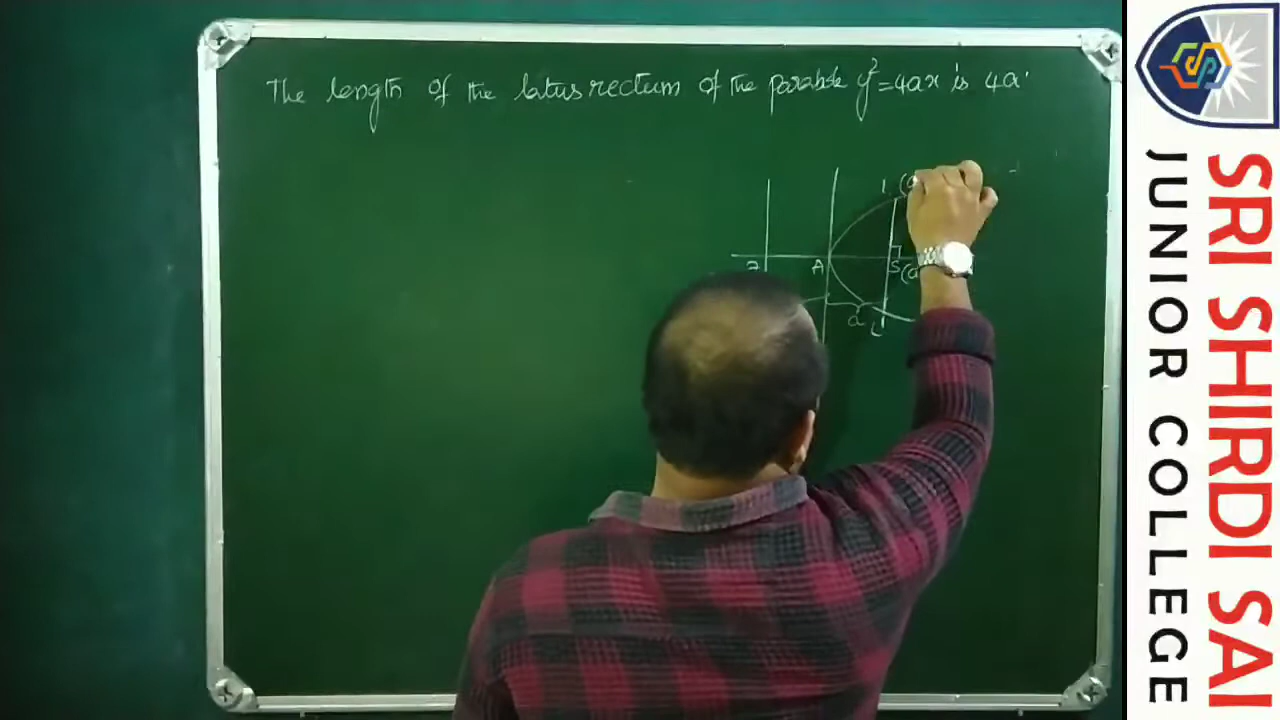 The length of the latus rectum of the parabola y²=4ax is 4a.
L (a
Z A S (a
a L
SRI SHIRDI SAI
JUNIOR COLLEGE